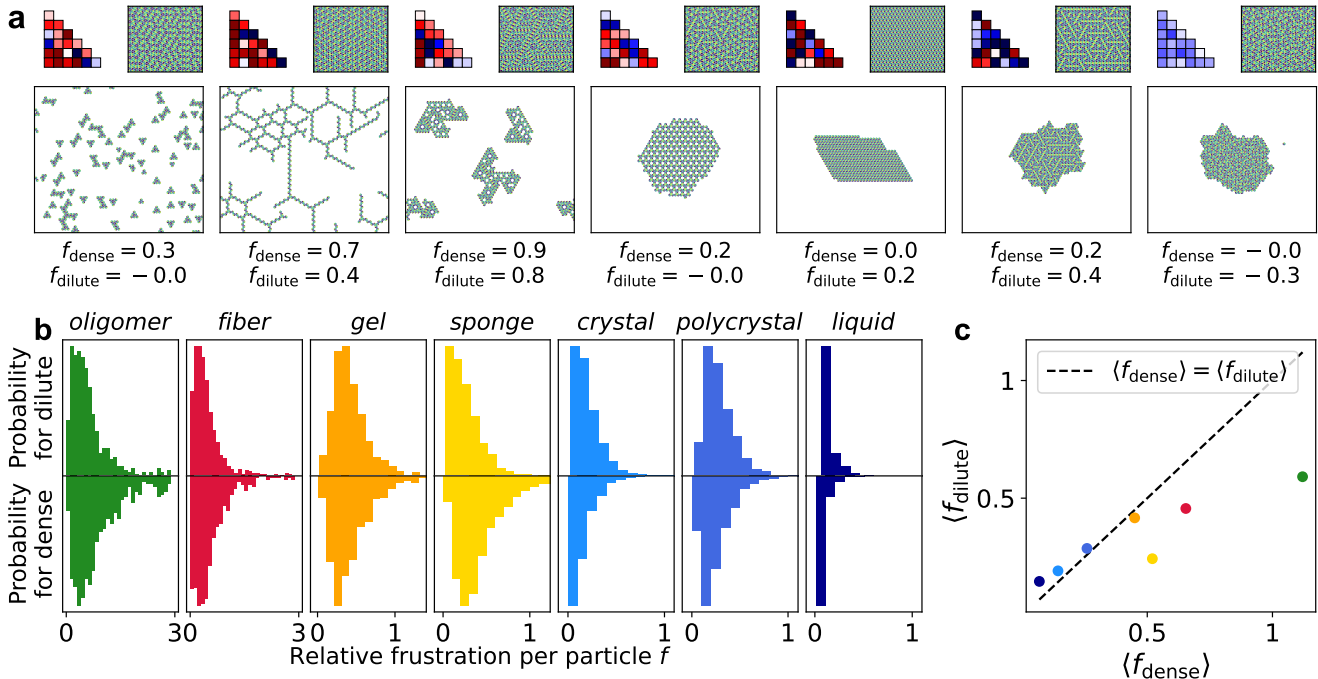 a
f_dense = 0.3
f_dilute = −0.0
f_dense = 0.7
f_dilute = 0.4
f_dense = 0.9
f_dilute = 0.8
f_dense = 0.2
f_dilute = −0.0
f_dense = 0.0
f_dilute = 0.2
f_dense = 0.2
f_dilute = 0.4
f_dense = −0.0
f_dilute = −0.3
b
oligomer fiber gel sponge crystal polycrystal liquid
Probability
for dilute
Probability
for dense
0 3 0 3 0 1 0 1 0 1 0 1 0 1
Relative frustration per particle f
c
⟨f_dense⟩ = ⟨f_dilute⟩
1
0.5
⟨f_dilute⟩
0.5 1
⟨f_dense⟩